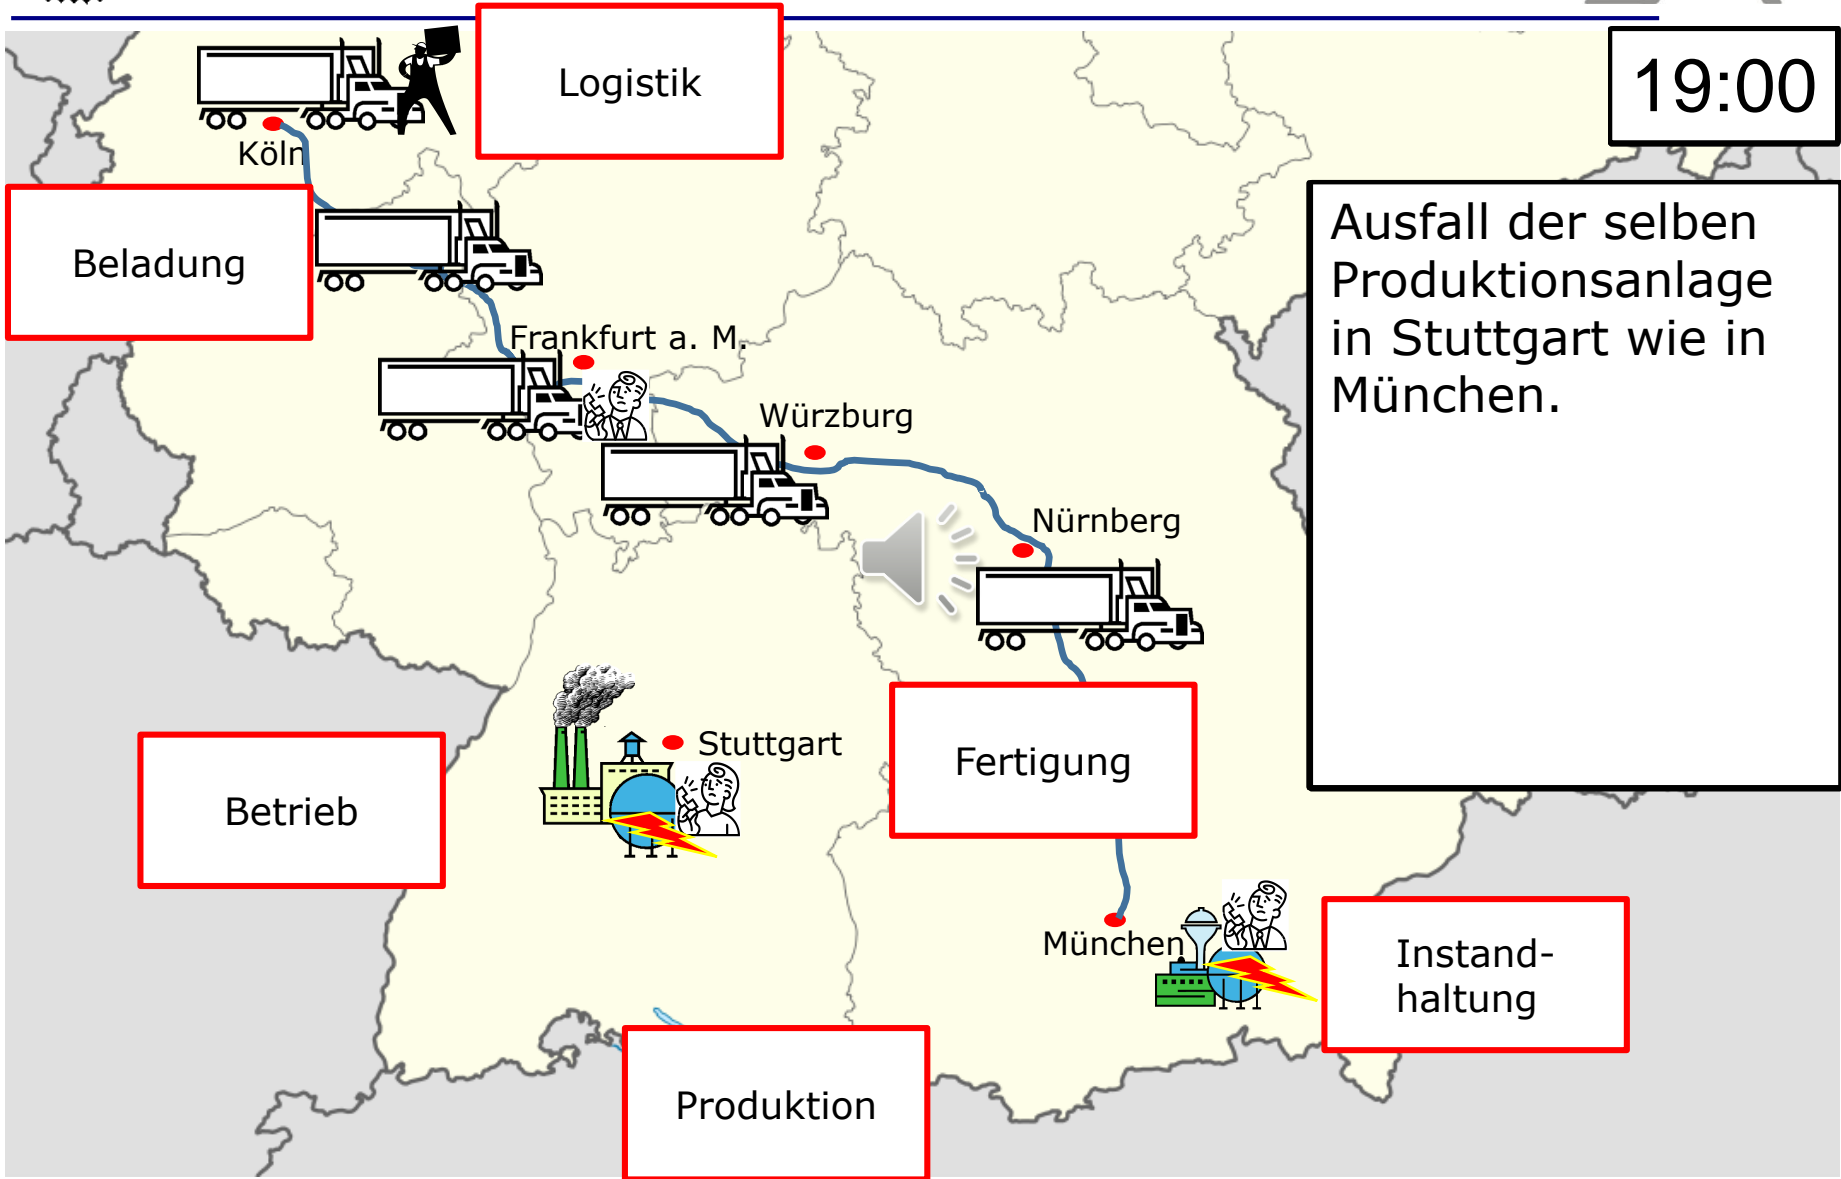 Logistik
19:00
Köln
Beladung
Ausfall der selben
Produktionsanlage
in Stuttgart wie in
München.
Frankfurt a. M.
Würzburg
Nürnberg
Stuttgart
Fertigung
Betrieb
München
Instand-
haltung
Produktion